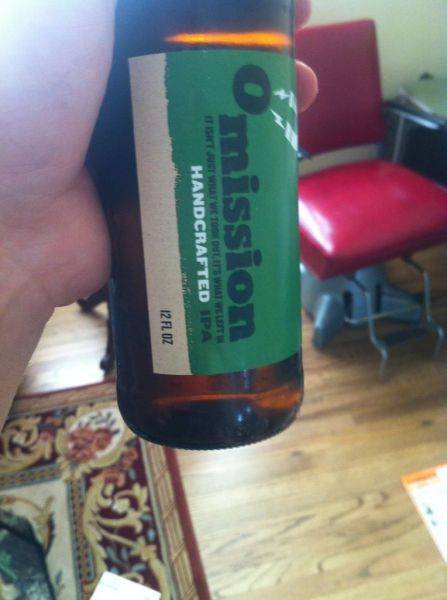 Omission
IT ISN'T JUST WHAT WE TOOK OUT, IT'S WHAT WE LEFT IN
HANDCRAFTED IPA
12 FL OZ